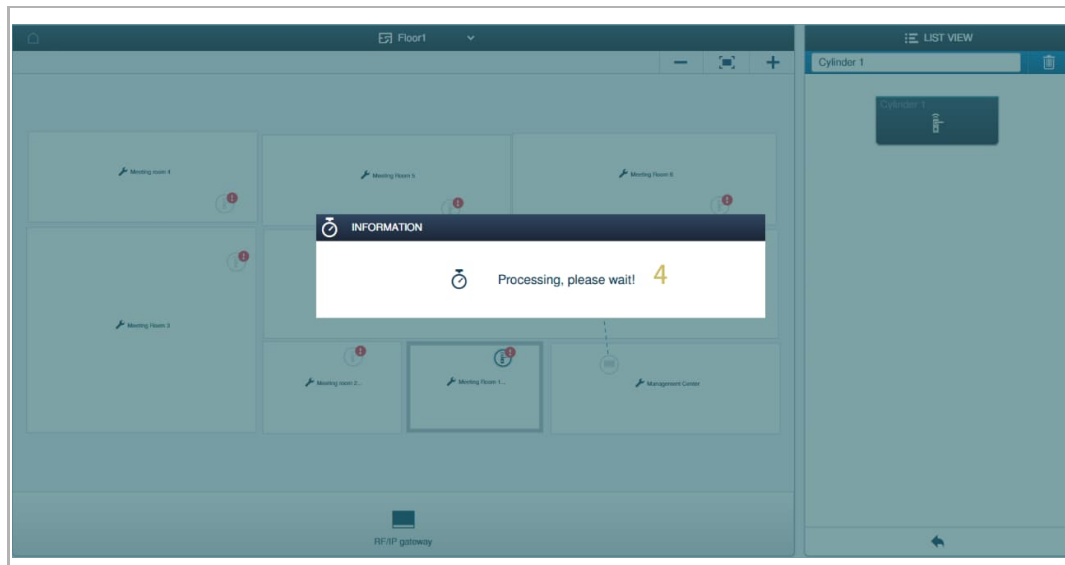 Floor1
LIST VIEW
Cylinder 1
Cylinder 1
Meeting room 4
Meeting Room 5
Meeting Room 6
INFORMATION
Processing, please wait! 4
Meeting Room 3
Meeting room 2...
Meeting Room 1...
Management Center
RF/IP gateway